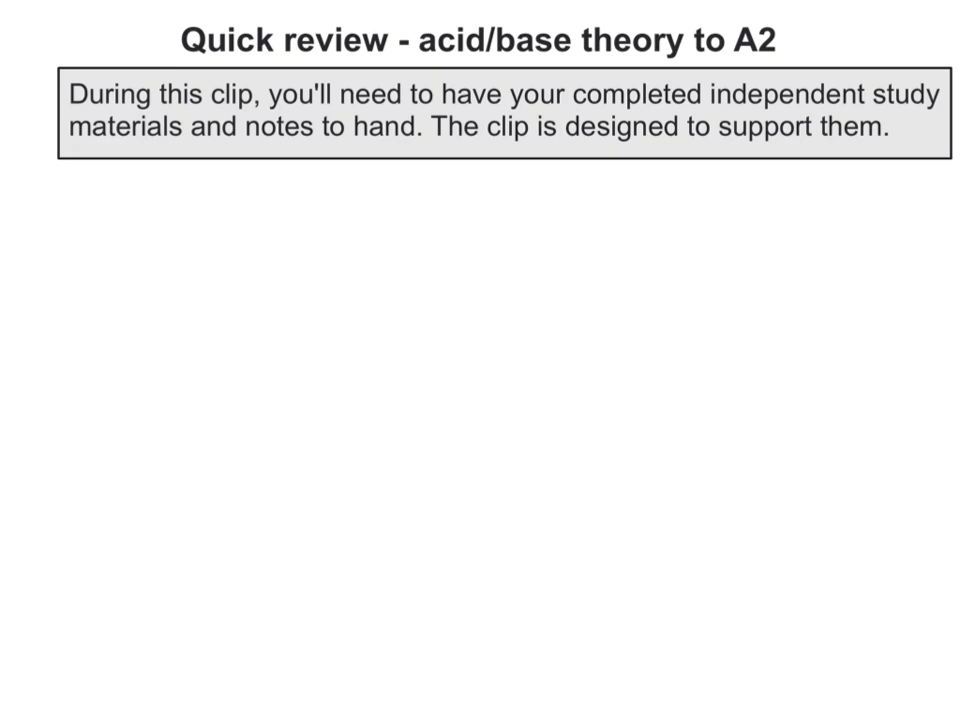 Quick review - acid/base theory to A2
During this clip, you'll need to have your completed independent study
materials and notes to hand. The clip is designed to support them.